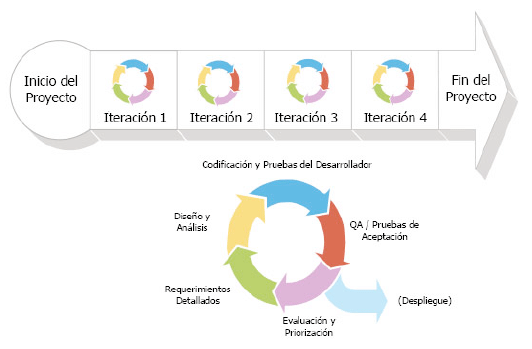 Inicio del
Proyecto
Iteración 1
Iteración 2
Iteración 3
Iteración 4
Fin del
Proyecto
Codificación y Pruebas del Desarrollador
Diseño y
Análisis
QA / Pruebas de
Aceptación
Requerimientos
Detallados
(Despliegue)
Evaluación y
Priorización